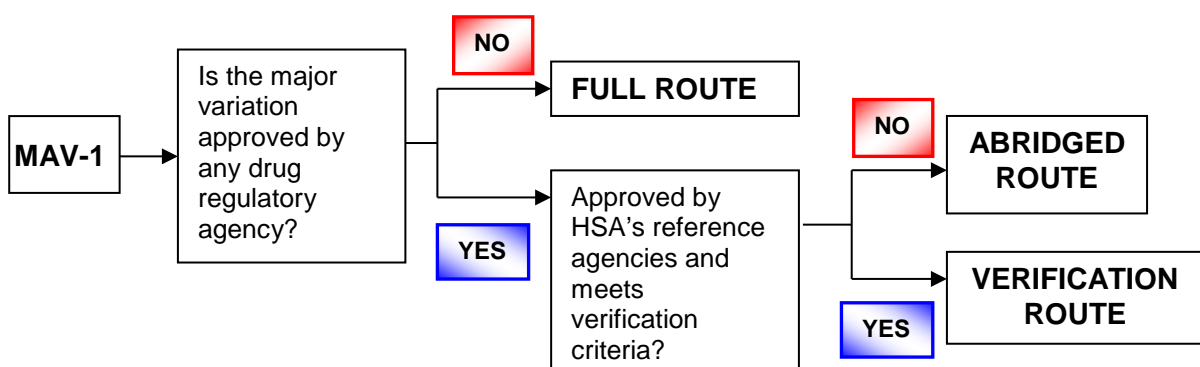 MAV-1
Is the major
variation
approved by
any drug
regulatory
agency?
NO
FULL ROUTE
YES
Approved by
HSA's reference
agencies and
meets
verification
criteria?
NO
ABRIDGED
ROUTE
YES
VERIFICATION
ROUTE